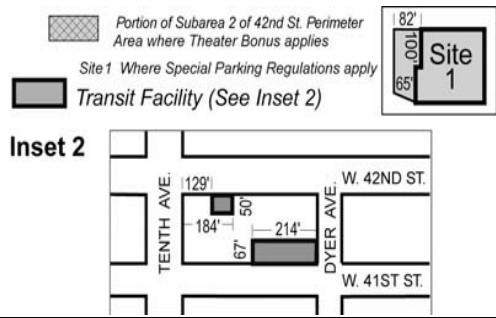 Portion of Subarea 2 of 42nd St. Perimeter
Area where Theater Bonus applies
Site 1 Where Special Parking Regulations apply
Transit Facility (See Inset 2)
82'
100'
65'
Site
1
Inset 2
TENTH AVE.
129'
50'
184'
214'
67'
DYER AVE.
W. 42ND ST.
W. 41ST ST.